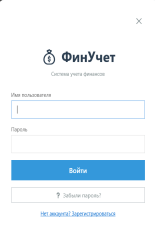 ФинУчет
Система учета финансов
Имя пользователя
Пароль
Войти
? Забыли пароль?
Нет аккаунта? Зарегистрироваться